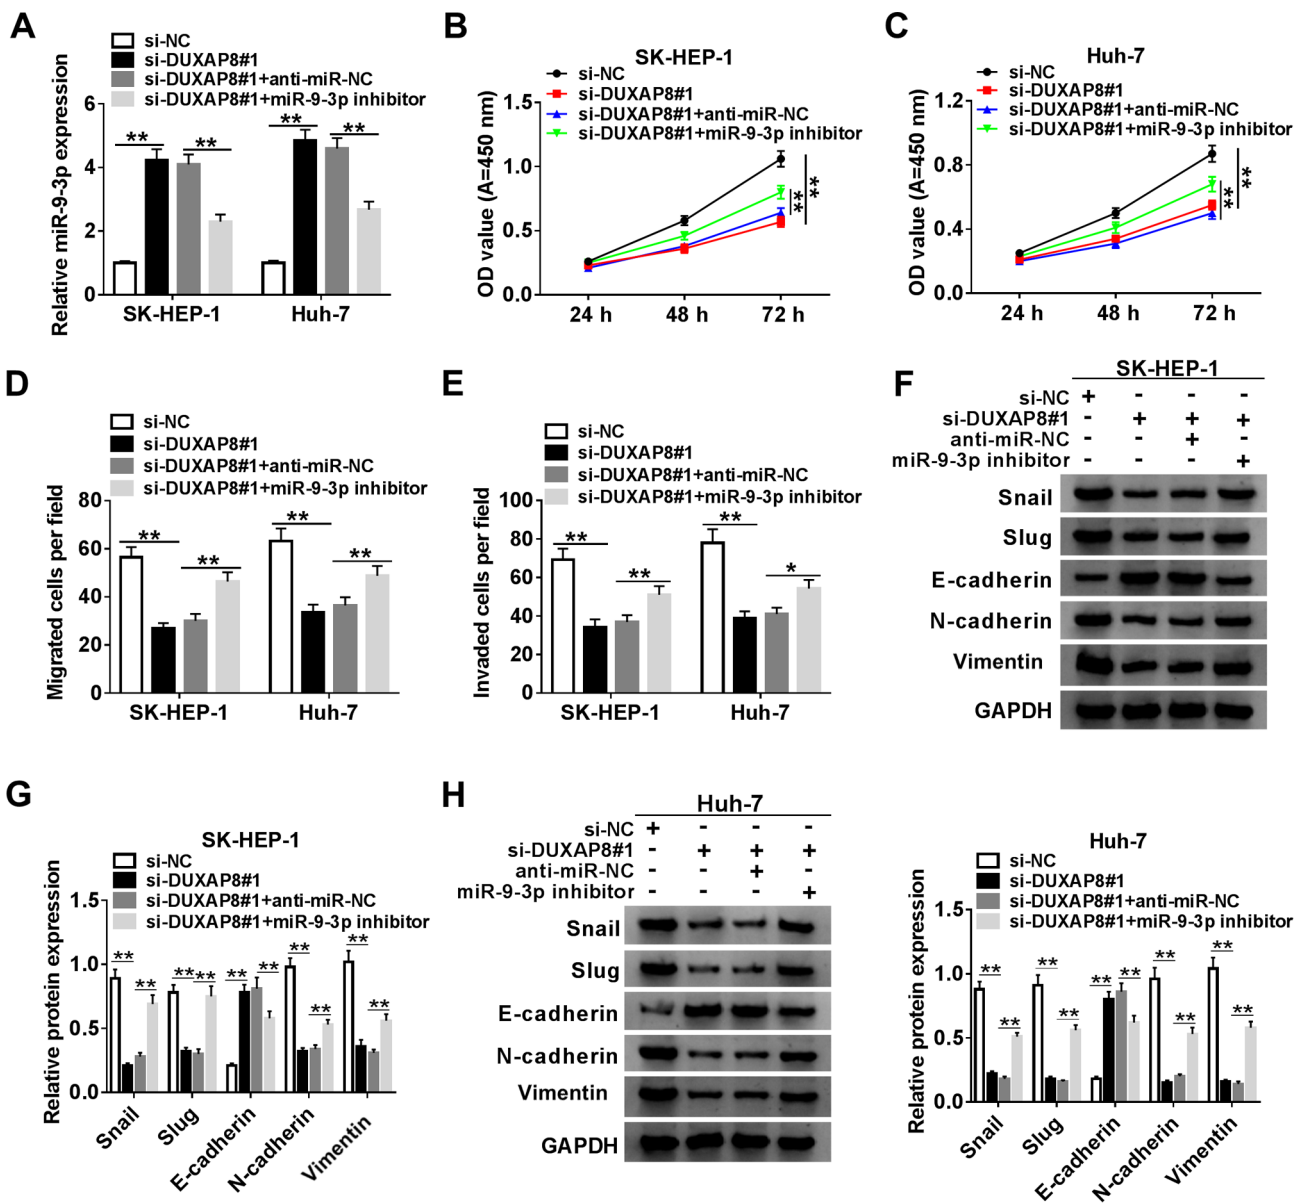 A
si-NC
si-DUXAP8#1
si-DUXAP8#1+anti-miR-NC
si-DUXAP8#1+miR-9-3p inhibitor
Relative miR-9-3p expression
6
4
2
0
** ** ** **
SK-HEP-1 Huh-7
B
SK-HEP-1
si-NC
si-DUXAP8#1
si-DUXAP8#1+anti-miR-NC
si-DUXAP8#1+miR-9-3p inhibitor
OD value (A=450 nm)
1.5
1.0
0.5
0.0
** **
24 h 48 h 72 h
C
Huh-7
si-NC
si-DUXAP8#1
si-DUXAP8#1+anti-miR-NC
si-DUXAP8#1+miR-9-3p inhibitor
OD value (A=450 nm)
1.2
0.8
0.4
0.0
** **
24 h 48 h 72 h
D
si-NC
si-DUXAP8#1
si-DUXAP8#1+anti-miR-NC
si-DUXAP8#1+miR-9-3p inhibitor
Migrated cells per field
80
60
40
20
0
** ** ** **
SK-HEP-1 Huh-7
E
si-NC
si-DUXAP8#1
si-DUXAP8#1+anti-miR-NC
si-DUXAP8#1+miR-9-3p inhibitor
Invaded cells per field
100
80
60
40
20
0
** ** ** *
SK-HEP-1 Huh-7
F
SK-HEP-1
si-NC + - - -
si-DUXAP8#1 - + + +
anti-miR-NC - - + -
miR-9-3p inhibitor - - - +
Snail
Slug
E-cadherin
N-cadherin
Vimentin
GAPDH
G
SK-HEP-1
si-NC
si-DUXAP8#1
si-DUXAP8#1+anti-miR-NC
si-DUXAP8#1+miR-9-3p inhibitor
Relative protein expression
1.5
1.0
0.5
0.0
** ** ** ** ** ** ** ** ** **
Snail Slug E-cadherin N-cadherin Vimentin
H
Huh-7
si-NC + - - -
si-DUXAP8#1 - + + +
anti-miR-NC - - + -
miR-9-3p inhibitor - - - +
Snail
Slug
E-cadherin
N-cadherin
Vimentin
GAPDH
Huh-7
si-NC
si-DUXAP8#1
si-DUXAP8#1+anti-miR-NC
si-DUXAP8#1+miR-9-3p inhibitor
Relative protein expression
1.5
1.0
0.5
0.0
** ** ** ** ** ** ** ** ** **
Snail Slug E-cadherin N-cadherin Vimentin